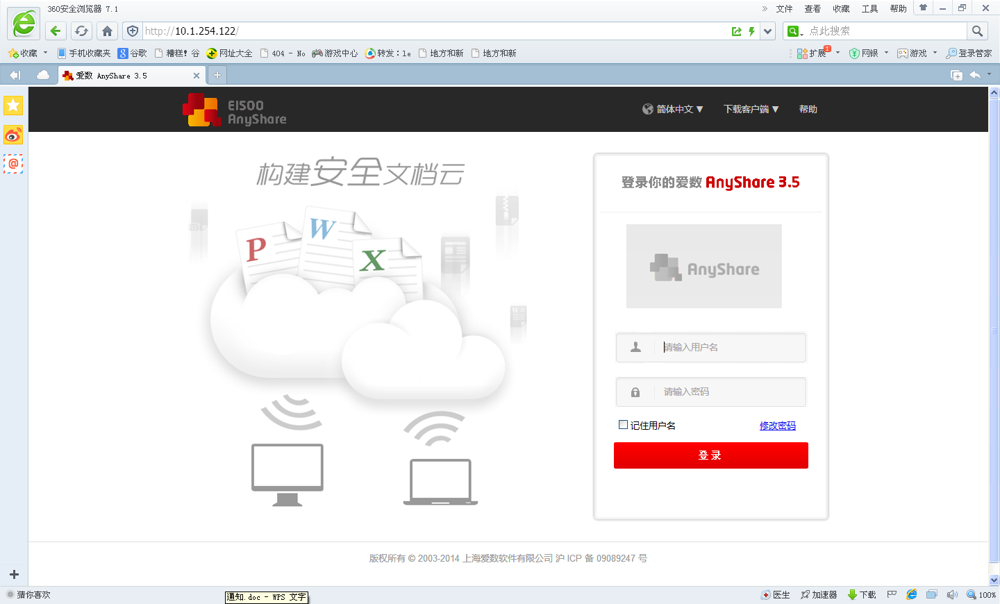 360安全浏览器 7.1
» 文件 查看 收藏 工具 帮助
http://10.1.254.122/
点此搜索
收藏 手机收藏夹 谷歌 糟糕! 谷 网址大全 404 - No 游戏中心 转发:le 地方和新 地方和新 扩展 1 网银 游戏 登录管家
爱数 AnyShare 3.5
EISOO
AnyShare
简体中文▼ 下载客户端▼ 帮助
构建安全文档云
登录你的爱数 AnyShare 3.5
P W X
AnyShare
请输入用户名
请输入密码
记住用户名 修改密码
登 录
版权所有 © 2003-2014 上海爱数软件有限公司 沪 ICP 备 09089247 号
猜你喜欢
通知.doc - WPS 文字
医生 加速器 下载 100%